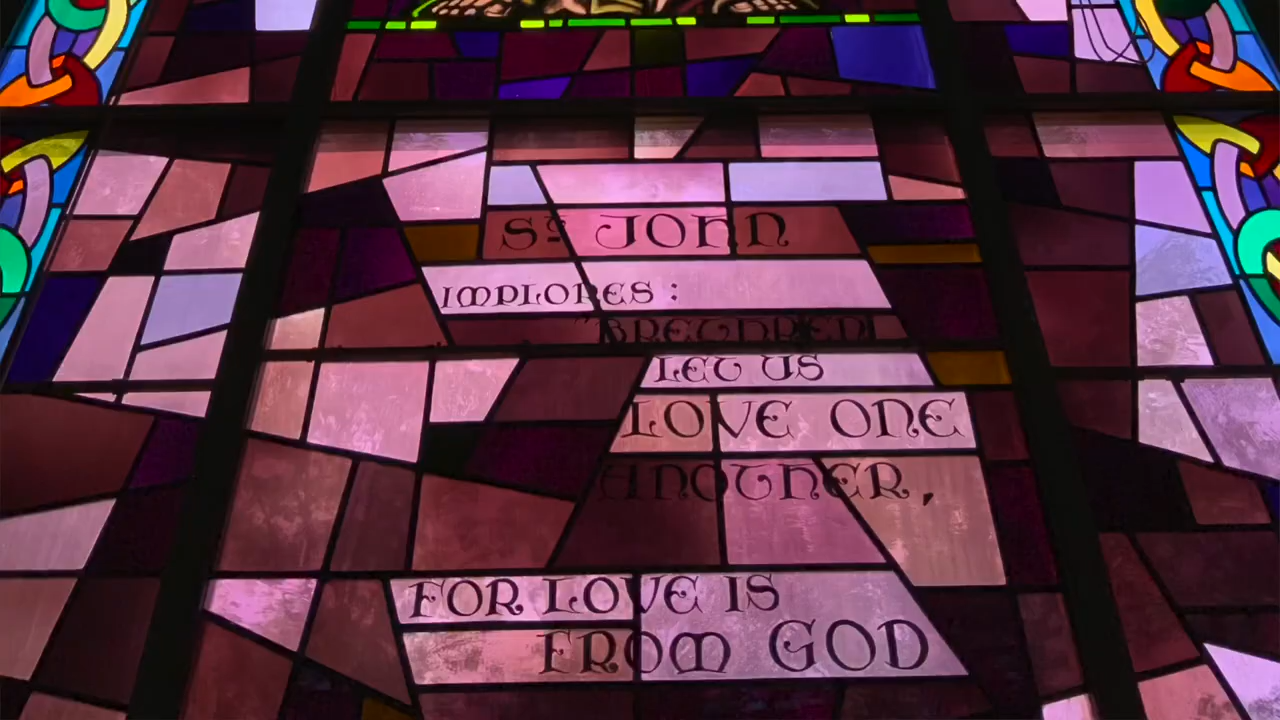 St JOHN
IMPLORES:
"BRETHREN
LET US
LOVE ONE
ANOTHER,
FOR LOVE IS
FROM GOD